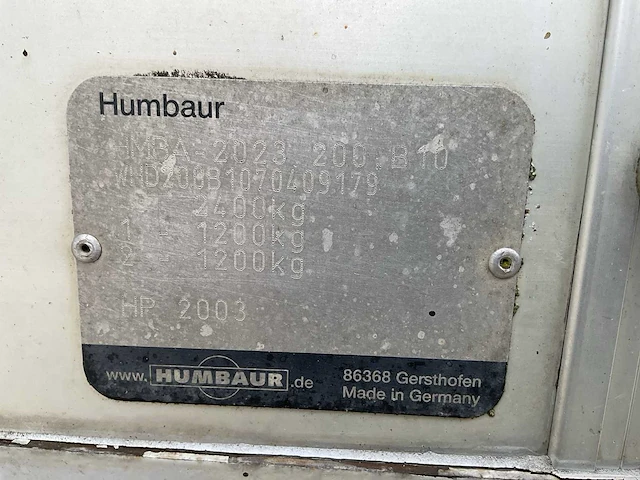 Humbaur
HMBA-2023 200.B10
WHD200B1070409179
2400kg
1 - 1200kg
2 - 1200kg
HP 2003
www. HUMBAUR .de
86368 Gersthofen
Made in Germany